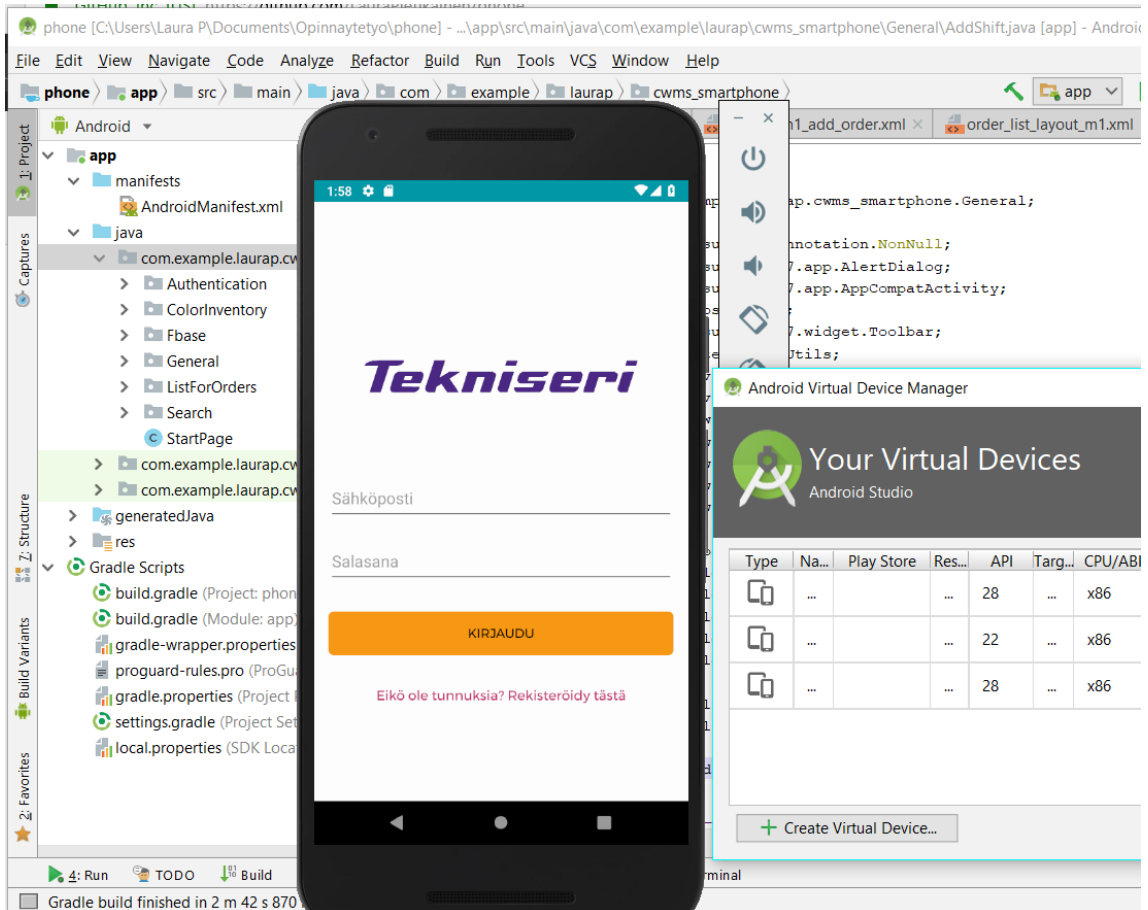 phone [C:\Users\Laura P\Documents\Opinnaytetyo\phone] - ...\app\src\main\java\com\example\laurap\cwms_smartphone\General\AddShift.java [app] - Android
File Edit View Navigate Code Analyze Refactor Build Run Tools VCS Window Help
phone app src main java com example laurap cwms_smartphone app
1: Project
Captures
Z: Structure
Build Variants
2: Favorites
Android
app
manifests
AndroidManifest.xml
java
com.example.laurap.cw
Authentication
ColorInventory
Fbase
General
ListForOrders
Search
StartPage
com.example.laurap.cw
com.example.laurap.cw
generatedJava
res
Gradle Scripts
build.gradle (Project: phon
build.gradle (Module: app)
gradle-wrapper.properties
proguard-rules.pro (ProGua
gradle.properties (Project
settings.gradle (Project Set
local.properties (SDK Loca
1:58
Tekniseri
Sähköposti
Salasana
KIRJAUDU
Eikö ole tunnuksia? Rekisteröidy tästä
1_add_order.xml order_list_layout_m1.xml
ap.cwms_smartphone.General;
nnotation.NonNull;
.app.AlertDialog;
.app.AppCompatActivity;
;
.widget.Toolbar;
Utils;
Android Virtual Device Manager
Your Virtual Devices
Android Studio
Type Na... Play Store Res... API Targ... CPU/ABI
... ... 28 ... x86
... ... 22 ... x86
... ... 28 ... x86
Create Virtual Device...
4: Run TODO Build rminal
Gradle build finished in 2 m 42 s 870